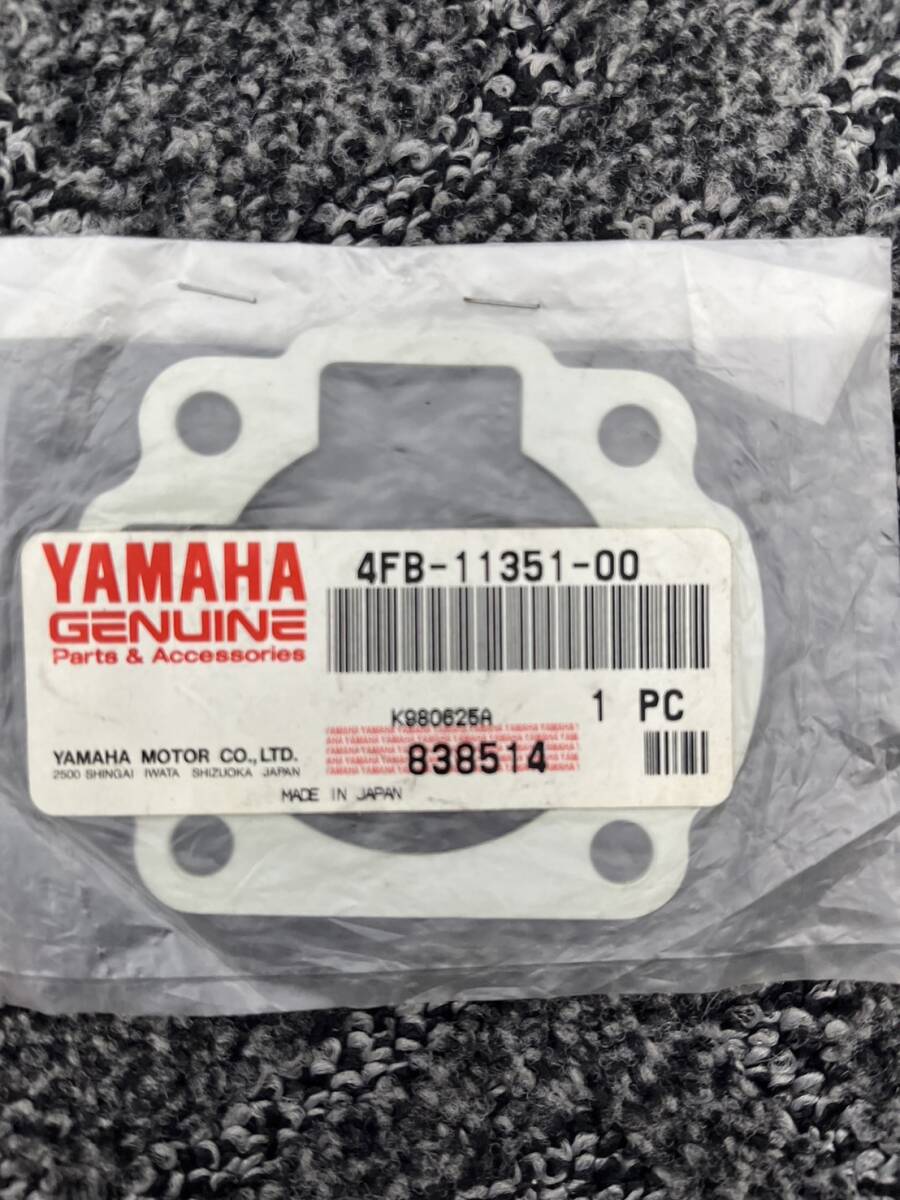 YAMAHA
GENUINE
Parts & Accessories
4FB-11351-00
1 PC
K980625A
838514
YAMAHA MOTOR CO., LTD.
2500 SHINGAI IWATA SHIZUOKA JAPAN
MADE IN JAPAN